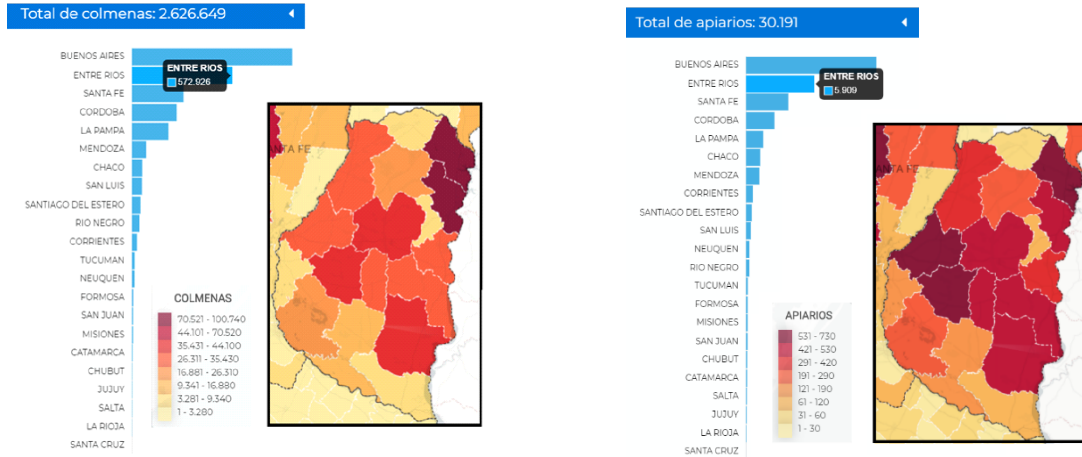 Total de colmenas: 2.626.649
BUENOS AIRES
ENTRE RIOS
SANTA FE
CORDOBA
LA PAMPA
MENDOZA
CHACO
SAN LUIS
SANTIAGO DEL ESTERO
RIO NEGRO
CORRIENTES
TUCUMAN
NEUQUEN
FORMOSA
SAN JUAN
MISIONES
CATAMARCA
CHUBUT
JUJUY
SALTA
LA RIOJA
SANTA CRUZ
ENTRE RIOS
572.926
COLMENAS
70.521 - 100.740
44.101 - 70.520
35.431 - 44.100
26.311 - 35.430
16.881 - 26.310
9.341 - 16.880
3.281 - 9.340
1 - 3.280
NTA FE
Total de apiarios: 30.191
BUENOS AIRES
ENTRE RIOS
SANTA FE
CORDOBA
LA PAMPA
CHACO
MENDOZA
CORRIENTES
SANTIAGO DEL ESTERO
SAN LUIS
NEUQUEN
RIO NEGRO
TUCUMAN
FORMOSA
MISIONES
SAN JUAN
CHUBUT
CATAMARCA
SALTA
JUJUY
LA RIOJA
SANTA CRUZ
ENTRE RIOS
5.909
APIARIOS
531 - 730
421 - 530
291 - 420
191 - 290
121 - 190
61 - 120
31 - 60
1 - 30
NTA FE